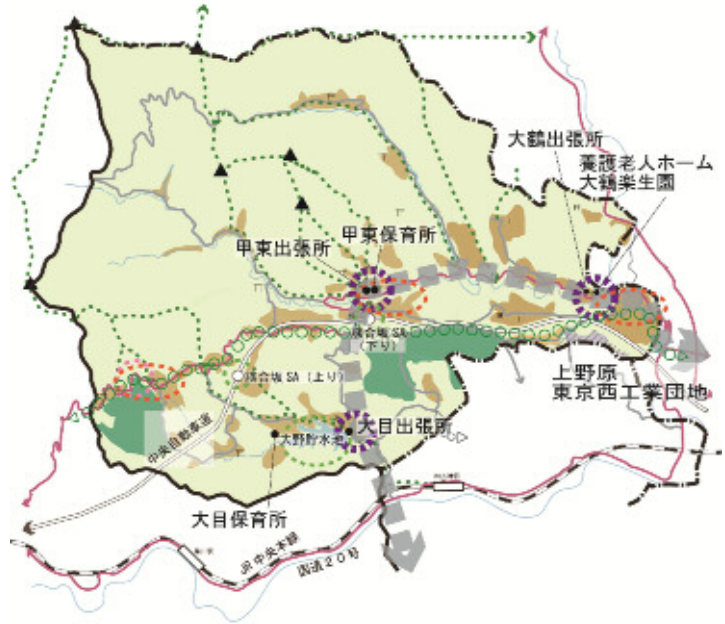 大鶴出張所
養護老人ホーム
大鶴楽生園
甲東保育所
甲東出張所
談合坂 SA
（下り）
談合坂 SA（上り）
上野原
東京西工業団地
大目出張所
大野貯水池
中央自動車道
大目保育所
JR中央本線
国道20号